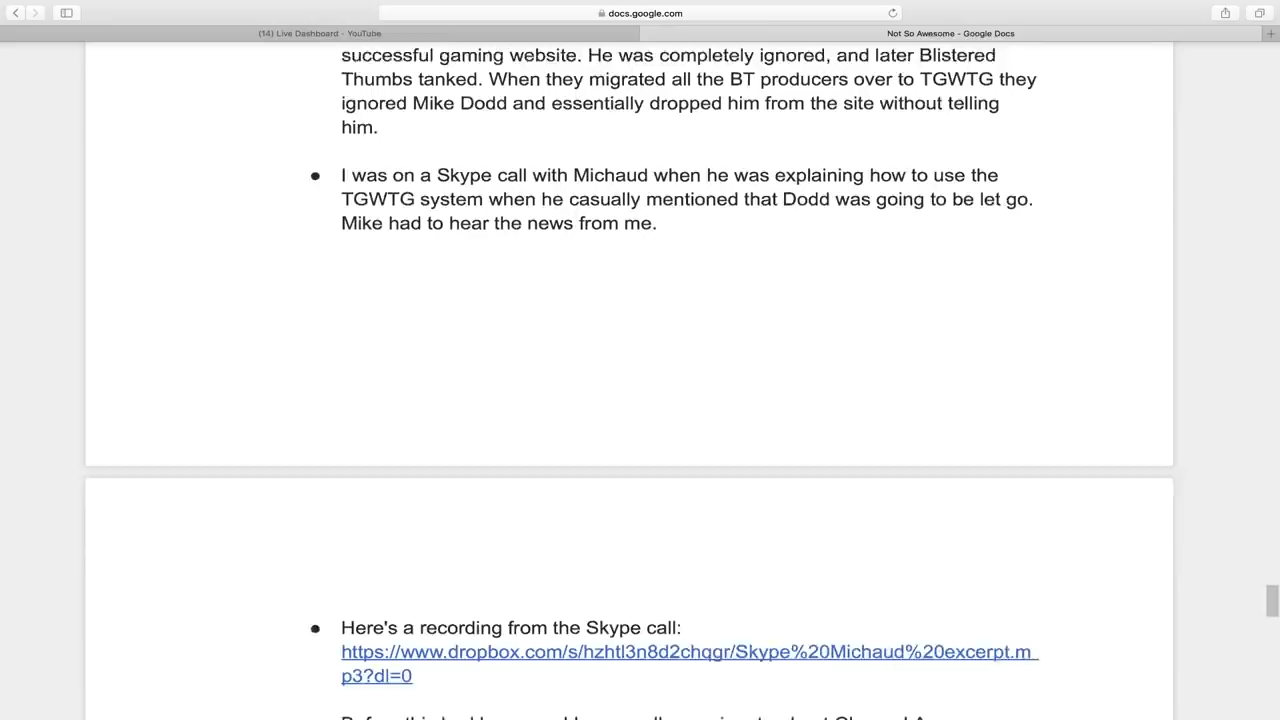 docs.google.com
(14) Live Dashboard - YouTube
Not So Awesome - Google Docs
successful gaming website. He was completely ignored, and later Blistered
Thumbs tanked. When they migrated all the BT producers over to TGWTG they
ignored Mike Dodd and essentially dropped him from the site without telling
him.
● I was on a Skype call with Michaud when he was explaining how to use the
TGWTG system when he casually mentioned that Dodd was going to be let go.
Mike had to hear the news from me.
● Here's a recording from the Skype call:
https://www.dropbox.com/s/hzhtl3n8d2chqgr/Skype%20Michaud%20excerpt.m
p3?dl=0